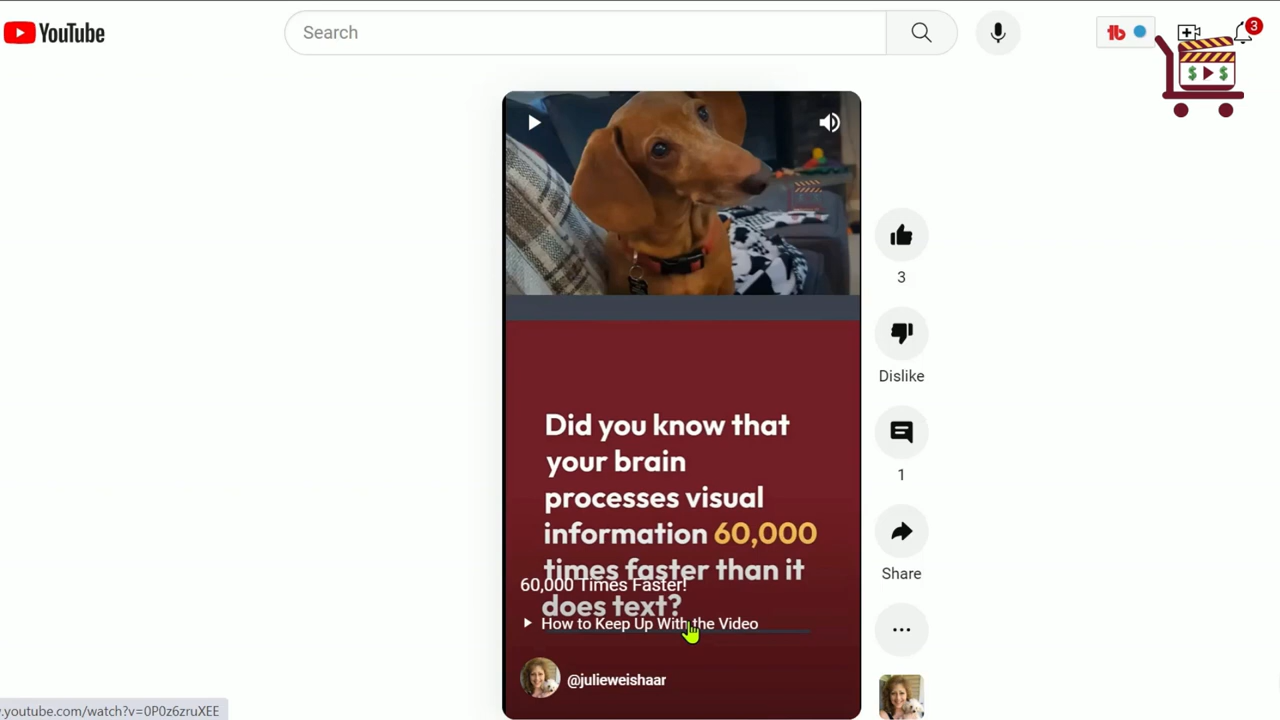 YouTube
Search
3
3
Dislike
1
Share
Did you know that
your brain
processes visual
information 60,000
times faster than it
does text?
60,000 Times Faster!
How to Keep Up With the Video
@julieweishaar
.youtube.com/watch?v=0P0z6zruXEE